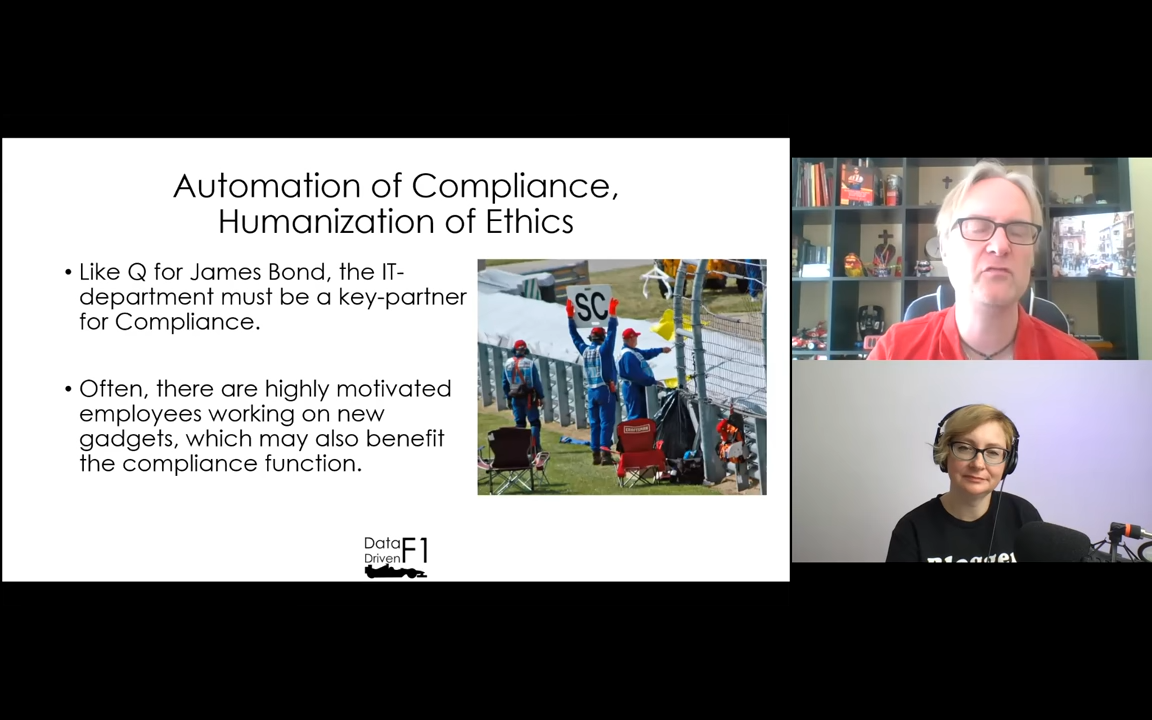 Automation of Compliance,
Humanization of Ethics
• Like Q for James Bond, the IT-
department must be a key-partner
for Compliance.
• Often, there are highly motivated
employees working on new
gadgets, which may also benefit
the compliance function.
SC
Data
Driven F1
Blogger